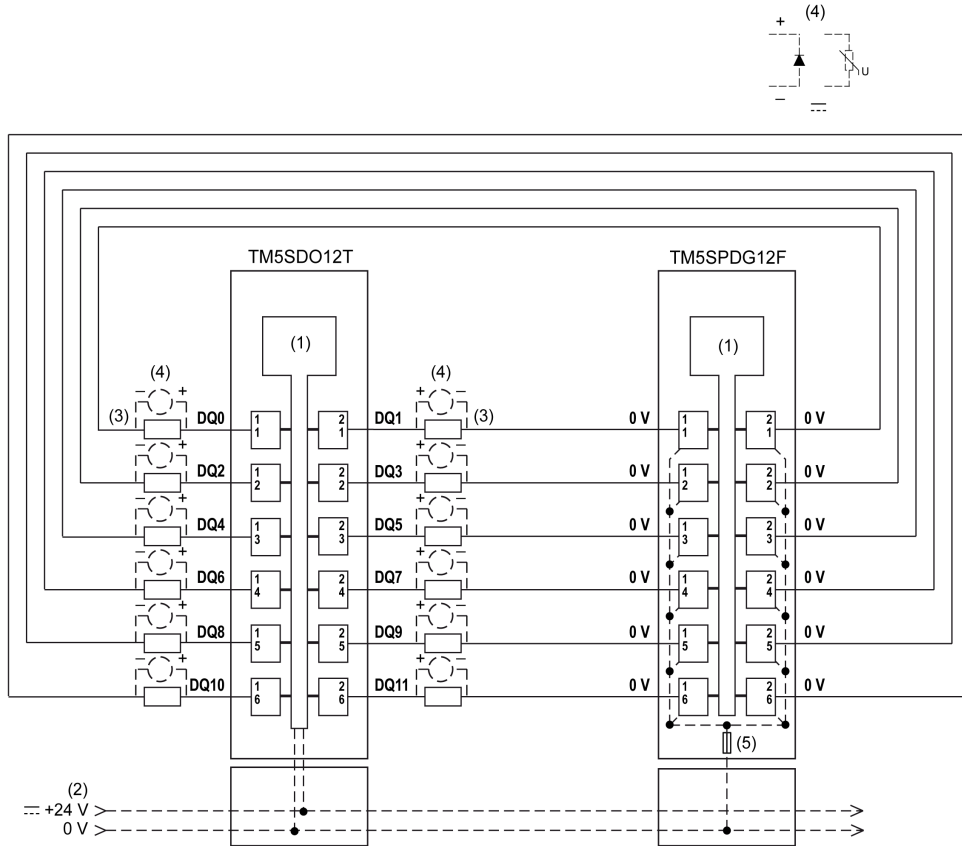 (4)
+
U
−
TM5SDO12T TM5SPDG12F
(1) (1)
(4) (4)
− + + −
(3) DQ0 1 1 2 1 DQ1 (3) 0 V 1 1 2 1 0 V
− + + −
DQ2 1 2 2 2 DQ3 0 V 1 2 2 2 0 V
− + + −
DQ4 1 3 2 3 DQ5 0 V 1 3 2 3 0 V
− + + −
DQ6 1 4 2 4 DQ7 0 V 1 4 2 4 0 V
− + + −
DQ8 1 5 2 5 DQ9 0 V 1 5 2 5 0 V
− + + −
DQ10 1 6 2 6 DQ11 0 V 1 6 2 6 0 V
(5)
(2)
+24 V
0 V